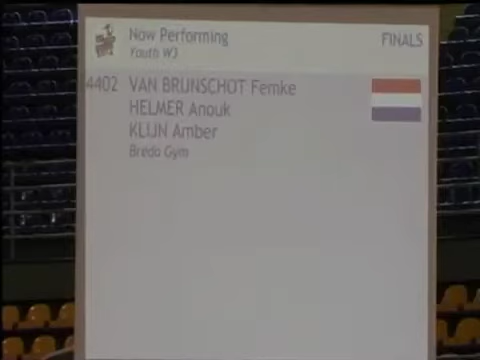 Now Performing
FINALS
Youth W3
4402 VAN BRUNSCHOT Femke
HELMER Anouk
KLIJN Amber
Breda Gym